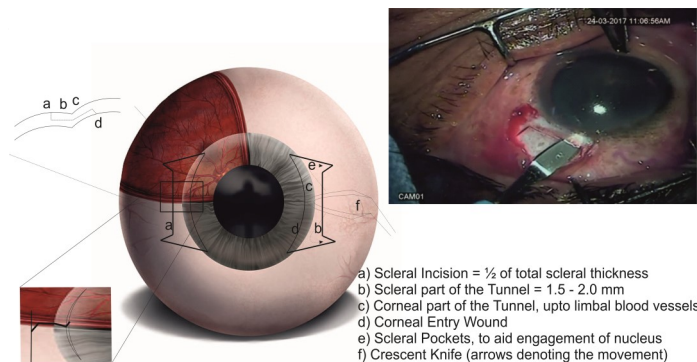 24-03-2017 11:06:56AM
a b c
d
e
c
f
a
d b
CAM01
a) Scleral Incision = ½ of total scleral thickness
b) Scleral part of the Tunnel = 1.5 - 2.0 mm
c) Corneal part of the Tunnel, upto limbal blood vessels
d) Corneal Entry Wound
e) Scleral Pockets, to aid engagement of nucleus
f) Crescent Knife (arrows denoting the movement)